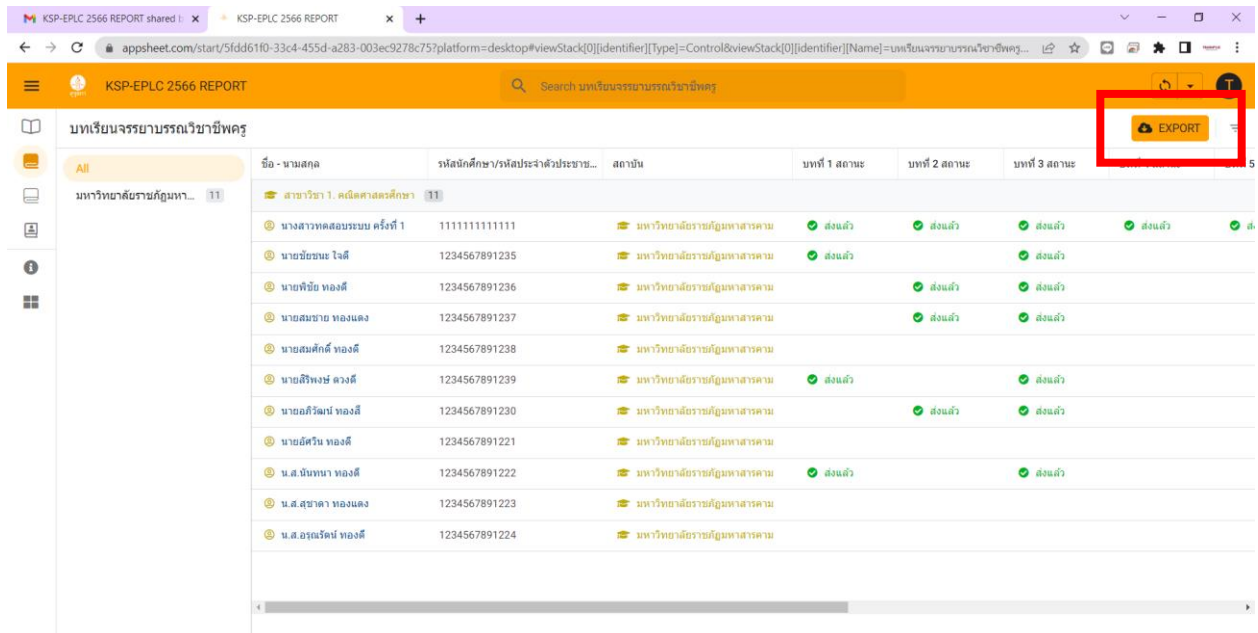 KSP-EPLC 2566 REPORT shared
KSP-EPLC 2566 REPORT
appsheet.com/start/5fdd61f0-33c4-455d-a283-003ec9278c75?platform=desktop#viewStack[0][identifier][Type]=Control&viewStack[0][identifier][Name]=บทเรียนจรรยาบรรณวิชาชีพครู...
KSP-EPLC 2566 REPORT
Search บทเรียนจรรยาบรรณวิชาชีพครู
T
บทเรียนจรรยาบรรณวิชาชีพครู
EXPORT
All
มหาวิทยาลัยราชภัฏมหา... 11
ชื่อ - นามสกุล รหัสนักศึกษา/รหัสประจำตัวประชาช... สถาบัน บทที่ 1 สถานะ บทที่ 2 สถานะ บทที่ 3 สถานะ
สาขาวิชา 1. คณิตศาสตรศึกษา 11
นางสาวทดสอบระบบ ครั้งที่ 1 1111111111111 มหาวิทยาลัยราชภัฏมหาสารคาม ส่งแล้ว ส่งแล้ว ส่งแล้ว ส่งแล้ว
นายชัยชนะ ใจดี 1234567891235 มหาวิทยาลัยราชภัฏมหาสารคาม ส่งแล้ว ส่งแล้ว
นายพิชัย ทองดี 1234567891236 มหาวิทยาลัยราชภัฏมหาสารคาม ส่งแล้ว ส่งแล้ว
นายสมชาย ทองแดง 1234567891237 มหาวิทยาลัยราชภัฏมหาสารคาม ส่งแล้ว ส่งแล้ว
นายสมศักดิ์ ทองดี 1234567891238 มหาวิทยาลัยราชภัฏมหาสารคาม
นายสิริพงษ์ ดวงดี 1234567891239 มหาวิทยาลัยราชภัฏมหาสารคาม ส่งแล้ว ส่งแล้ว
นายอภิวัฒน์ ทองสี 1234567891230 มหาวิทยาลัยราชภัฏมหาสารคาม ส่งแล้ว ส่งแล้ว
นายอัศวิน ทองดี 1234567891221 มหาวิทยาลัยราชภัฏมหาสารคาม
น.ส.นันทนา ทองดี 1234567891222 มหาวิทยาลัยราชภัฏมหาสารคาม ส่งแล้ว ส่งแล้ว
น.ส.สุชาดา ทองแดง 1234567891223 มหาวิทยาลัยราชภัฏมหาสารคาม
น.ส.อรุณรัตน์ ทองดี 1234567891224 มหาวิทยาลัยราชภัฏมหาสารคาม